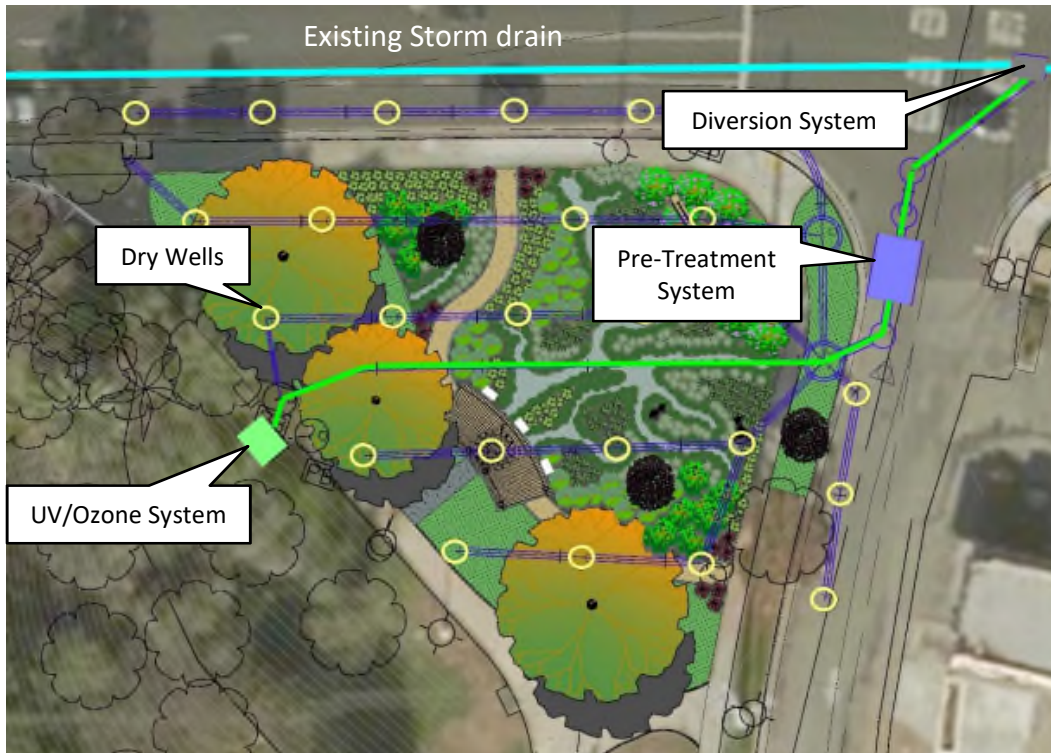 Existing Storm drain
Diversion System
Dry Wells
Pre-Treatment
System
UV/Ozone System